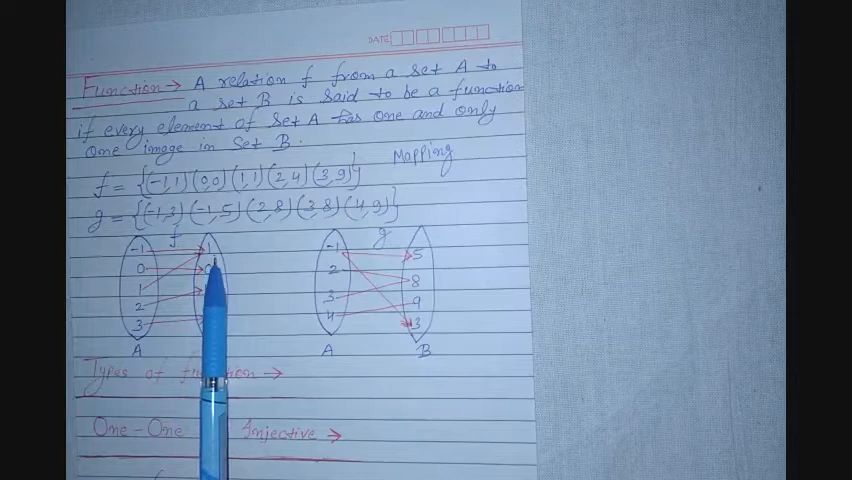 DATE
Function → A relation f from a set A to
a set B is said to be a function
if every element of set A has one and only
one image in set B.
Mapping
f = {(-1,1)(0,0)(1,1)(2,4)(3,9)}
g = {(-1,3)(-1,5)(2,8)(3,8)(4,9)}
f g
-1 1 -1 5
0 0 2 8
1 3 9
2 4 3
3
A A B
Types of function →
One-One Injective →